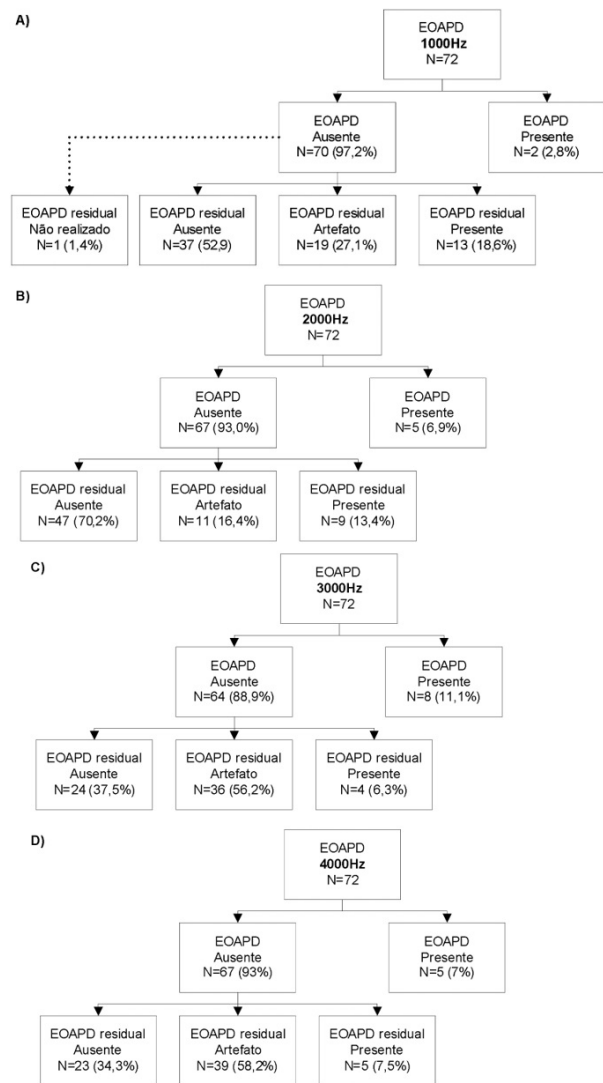 A)
EOAPD
1000Hz
N=72
EOAPD
Ausente
N=70 (97,2%)
EOAPD
Presente
N=2 (2,8%)
EOAPD residual
Não realizado
N=1 (1,4%)
EOAPD residual
Ausente
N=37 (52,9)
EOAPD residual
Artefato
N=19 (27,1%)
EOAPD residual
Presente
N=13 (18,6%)
B)
EOAPD
2000Hz
N=72
EOAPD
Ausente
N=67 (93,0%)
EOAPD
Presente
N=5 (6,9%)
EOAPD residual
Ausente
N=47 (70,2%)
EOAPD residual
Artefato
N=11 (16,4%)
EOAPD residual
Presente
N=9 (13,4%)
C)
EOAPD
3000Hz
N=72
EOAPD
Ausente
N=64 (88,9%)
EOAPD
Presente
N=8 (11,1%)
EOAPD residual
Ausente
N=24 (37,5%)
EOAPD residual
Artefato
N=36 (56,2%)
EOAPD residual
Presente
N=4 (6,3%)
D)
EOAPD
4000Hz
N=72
EOAPD
Ausente
N=67 (93%)
EOAPD
Presente
N=5 (7%)
EOAPD residual
Ausente
N=23 (34,3%)
EOAPD residual
Artefato
N=39 (58,2%)
EOAPD residual
Presente
N=5 (7,5%)